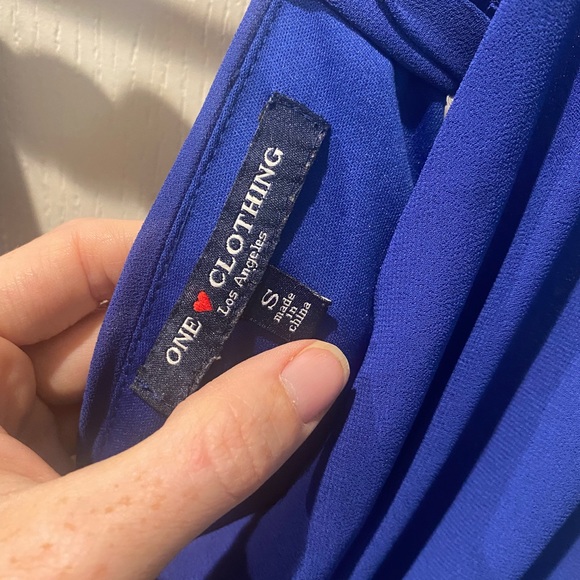 ONE ❤ CLOTHING
Los Angeles
S
made
in
china